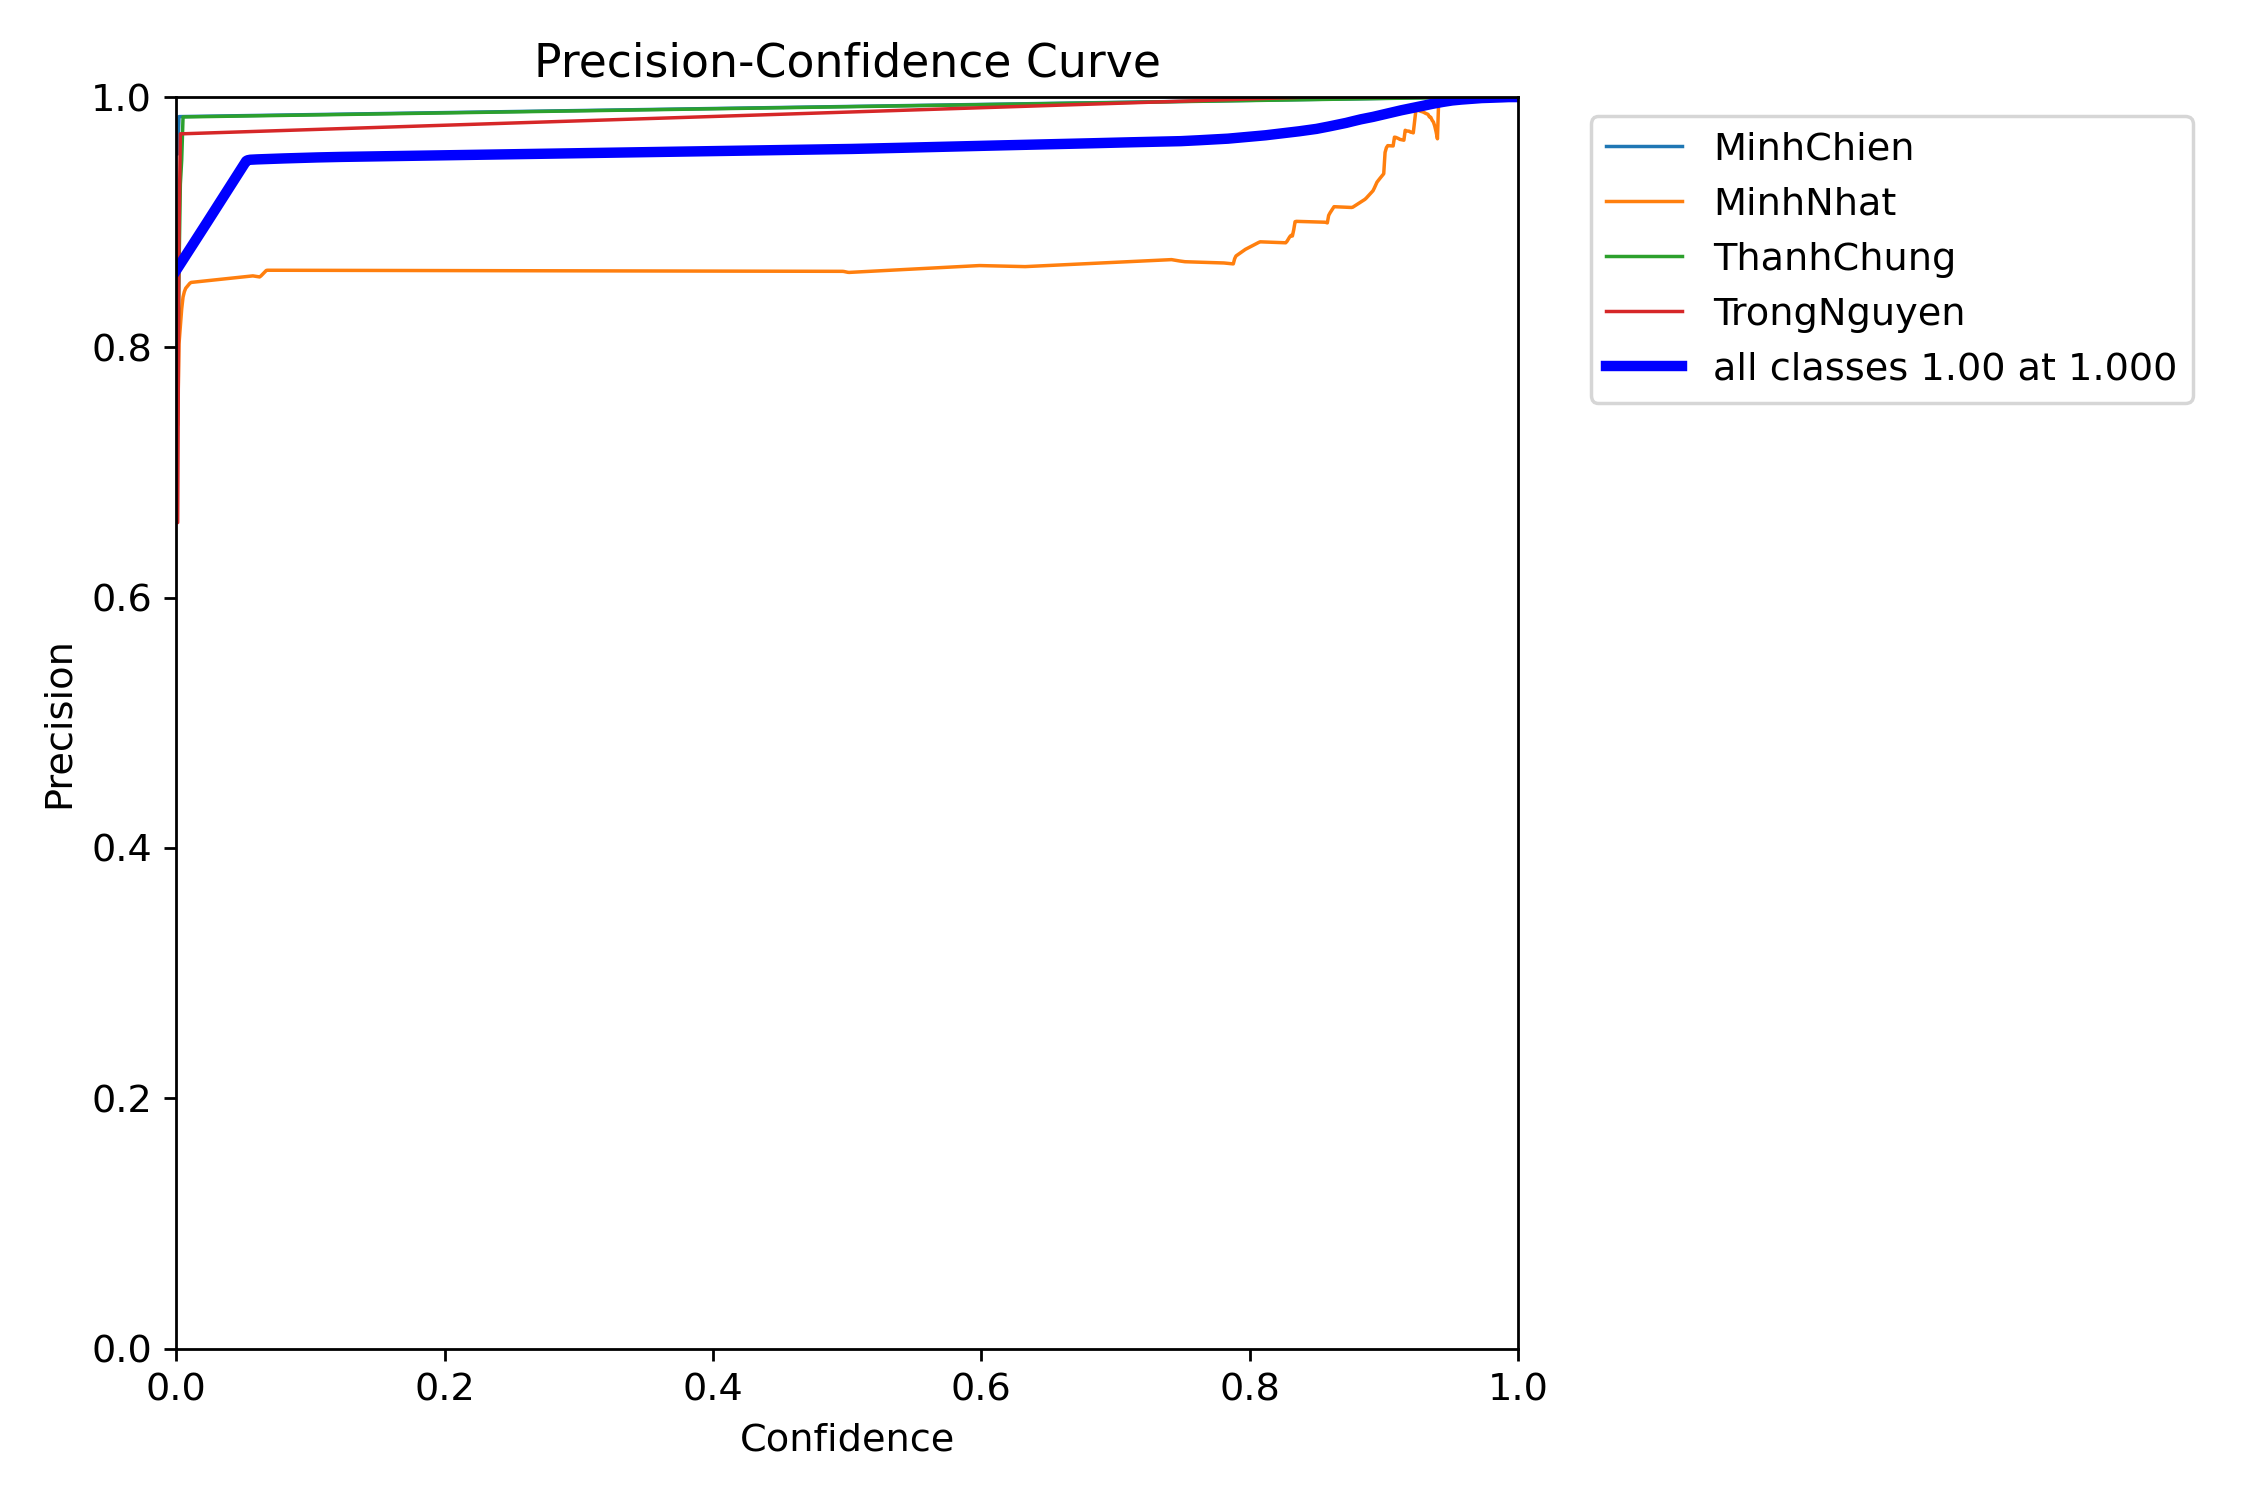 Precision-Confidence Curve
1.0
0.8
0.6
0.4
0.2
0.0
Precision
0.0 0.2 0.4 0.6 0.8 1.0
Confidence
MinhChien
MinhNhat
ThanhChung
TrongNguyen
all classes 1.00 at 1.000